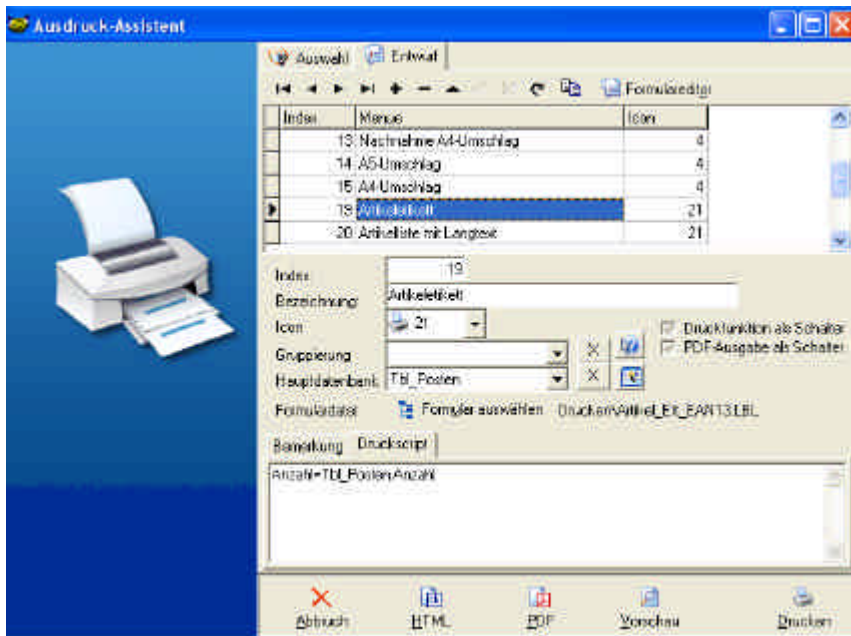 Ausdruck-Assistent
Auswahl Entwurf
Formulareditor
Index Menue Icon
13 Nachnahme A4-Umschlag 4
14 A5-Umschlag 4
15 A4-Umschlag 4
19 Artikeletikett 21
20 Artikelliste mit Langtext 21
Index 19
Bezeichnung Artikeletikett
Icon 21 Druckfunktion als Schalter
Gruppierung PDF-Ausgabe als Schalter
Hauptdatenbank Tbl_Posten
Formulardatei Formular auswählen Drucken\Artikel_Eti_EAN13.LBL
Bemerkung Druckscript
Anzahl=Tbl_Posten.Anzahl
Abbruch HTML PDF Vorschau Drucken